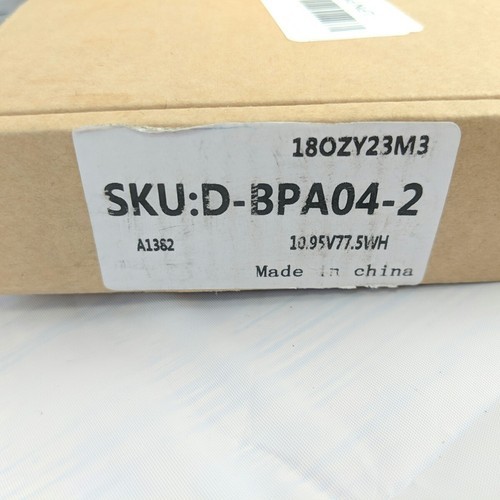 18OZY23M3
SKU:D-BPA04-2
A1382 10.95V77.5WH
Made in china